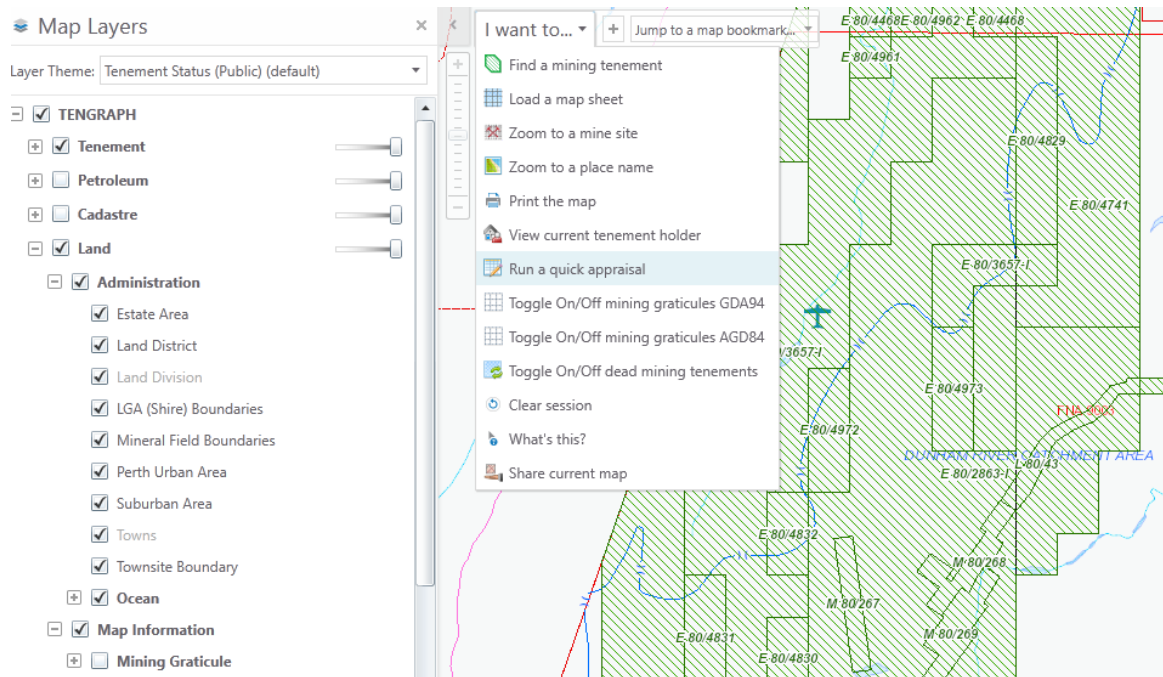 Map Layers
Layer Theme: Tenement Status (Public) (default)
TENGRAPH
Tenement
Petroleum
Cadastre
Land
Administration
Estate Area
Land District
Land Division
LGA (Shire) Boundaries
Mineral Field Boundaries
Perth Urban Area
Suburban Area
Towns
Townsite Boundary
Ocean
Map Information
Mining Graticule
I want to...
Jump to a map bookmark...
Find a mining tenement
Load a map sheet
Zoom to a mine site
Zoom to a place name
Print the map
View current tenement holder
Run a quick appraisal
Toggle On/Off mining graticules GDA94
Toggle On/Off mining graticules AGD84
Toggle On/Off dead mining tenements
Clear session
What's this?
Share current map
E 80/4468
E 80/4962
E 80/4468
E 80/4961
E 80/4829
E 80/4741
E 80/3657-I
/3657-I
E 80/4973
FNA 9003
E 80/4972
DUNHAM RIVER CATCHMENT AREA
L 80/43
E 80/2863-I
E 80/4832
M 80/268
M 80/267
E 80/4831
M 80/269
E 80/4830